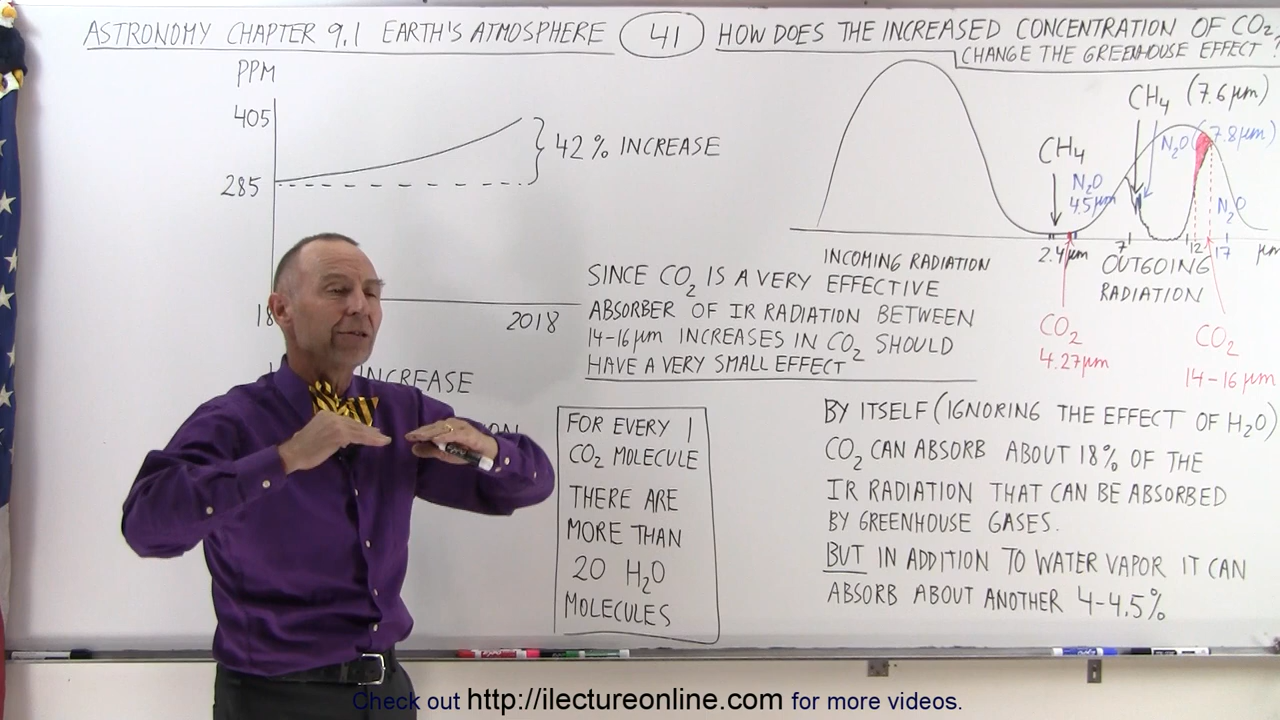 ASTRONOMY CHAPTER 9.1 EARTH'S ATMOSPHERE
41
HOW DOES THE INCREASED CONCENTRATION OF CO2
CHANGE THE GREENHOUSE EFFECT?
PPM
405
285
42% INCREASE
18
2018
INCREASE
CH4 (7.6μm)
N2O (7.8μm)
CH4
N2O
4.5μm
N2O
2.4μm
7
12
17
μm
INCOMING RADIATION
OUTGOING
RADIATION
CO2
4.27μm
CO2
14-16μm
SINCE CO2 IS A VERY EFFECTIVE
ABSORBER OF IR RADIATION BETWEEN
14-16μm INCREASES IN CO2 SHOULD
HAVE A VERY SMALL EFFECT
FOR EVERY 1
CO2 MOLECULE
THERE ARE
MORE THAN
20 H2O
MOLECULES
BY ITSELF (IGNORING THE EFFECT OF H2O)
CO2 CAN ABSORB ABOUT 18% OF THE
IR RADIATION THAT CAN BE ABSORBED
BY GREENHOUSE GASES.
BUT IN ADDITION TO WATER VAPOR IT CAN
ABSORB ABOUT ANOTHER 4-4.5%
Check out http://ilectureonline.com for more videos.